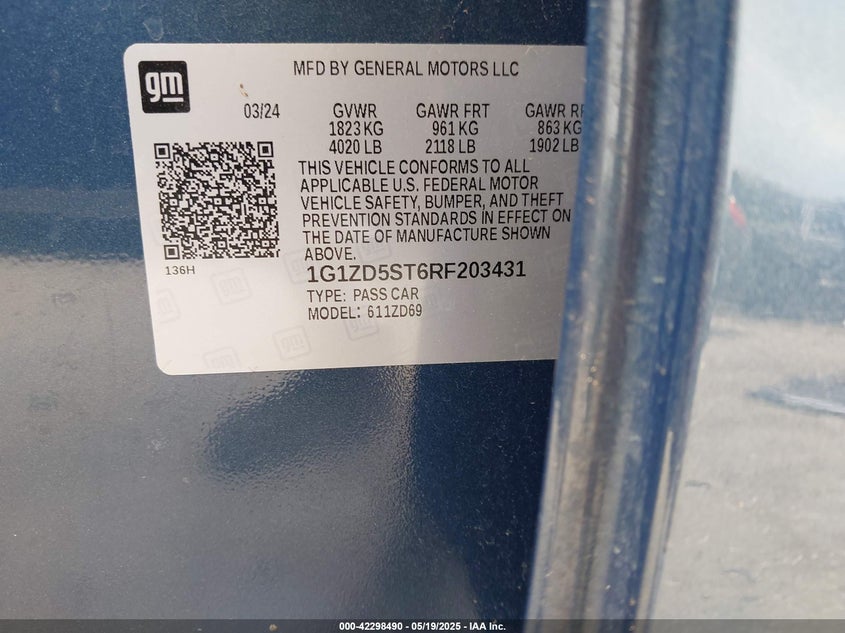 gm
MFD BY GENERAL MOTORS LLC
03/24 GVWR GAWR FRT GAWR
1823 KG 961 KG 863 KG
4020 LB 2118 LB 1902 LB
THIS VEHICLE CONFORMS TO ALL
APPLICABLE U.S. FEDERAL MOTOR
VEHICLE SAFETY, BUMPER, AND THEFT
PREVENTION STANDARDS IN EFFECT ON
THE DATE OF MANUFACTURE SHOWN
ABOVE.
136H
1G1ZD5ST6RF203431
TYPE: PASS CAR
MODEL: 611ZD69
000-42298490 - 05/19/2025 - IAA Inc.